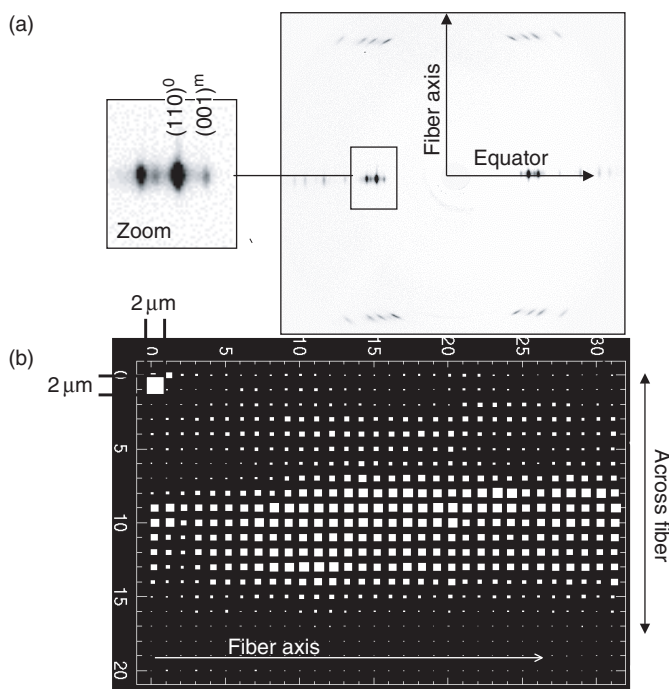 (a)
(110)⁰
(001)ᵐ
Zoom
Fiber axis
Equator
2 μm
(b)
0 5 10 15 20 25 30
2 μm
0
5
10
15
20
Across fiber
Fiber axis